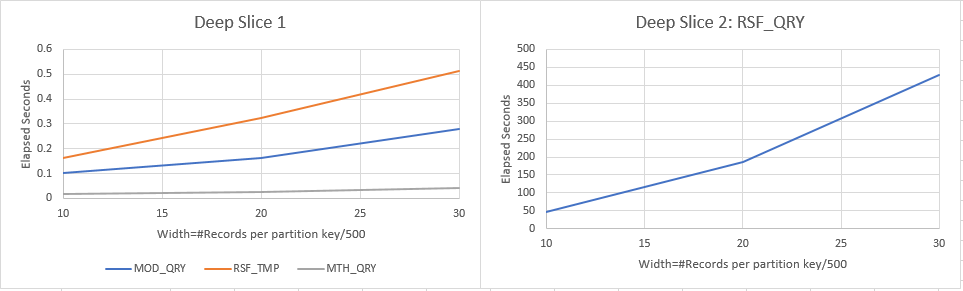 Deep Slice 1
Elapsed Seconds
0.6
0.5
0.4
0.3
0.2
0.1
0
10 15 20 25 30
Width=#Records per partition key/500
MOD_QRY RSF_TMP MTH_QRY
Deep Slice 2: RSF_QRY
Elapsed Seconds
500
450
400
350
300
250
200
150
100
50
0
10 15 20 25 30
Width=#Records per partition key/500